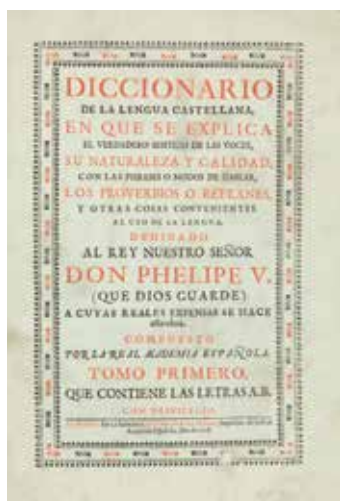 DICCIONARIO
DE LA LENGUA CASTELLANA,
EN QUE SE EXPLICA
EL VERDADERO SENTIDO DE LAS VOCES,
SU NATURALEZA Y CALIDAD,
CON LAS PHRASES O MODOS DE HABLAR,
LOS PROVERBIOS O REFRANES,
Y OTRAS COSAS CONVENIENTES
AL USO DE LA LENGUA.
DEDICADO
AL REY NUESTRO SEÑOR
DON PHELIPE V.
(QUE DIOS GUARDE)
A CUYAS REALES EXPENSAS SE HACE
esta obra.
COMPUESTO
POR LA REAL ACADEMIA ESPAÑOLA.
TOMO PRIMERO.
QUE CONTIENE LAS LETRAS A.B.
CON PRIVILEGIO.